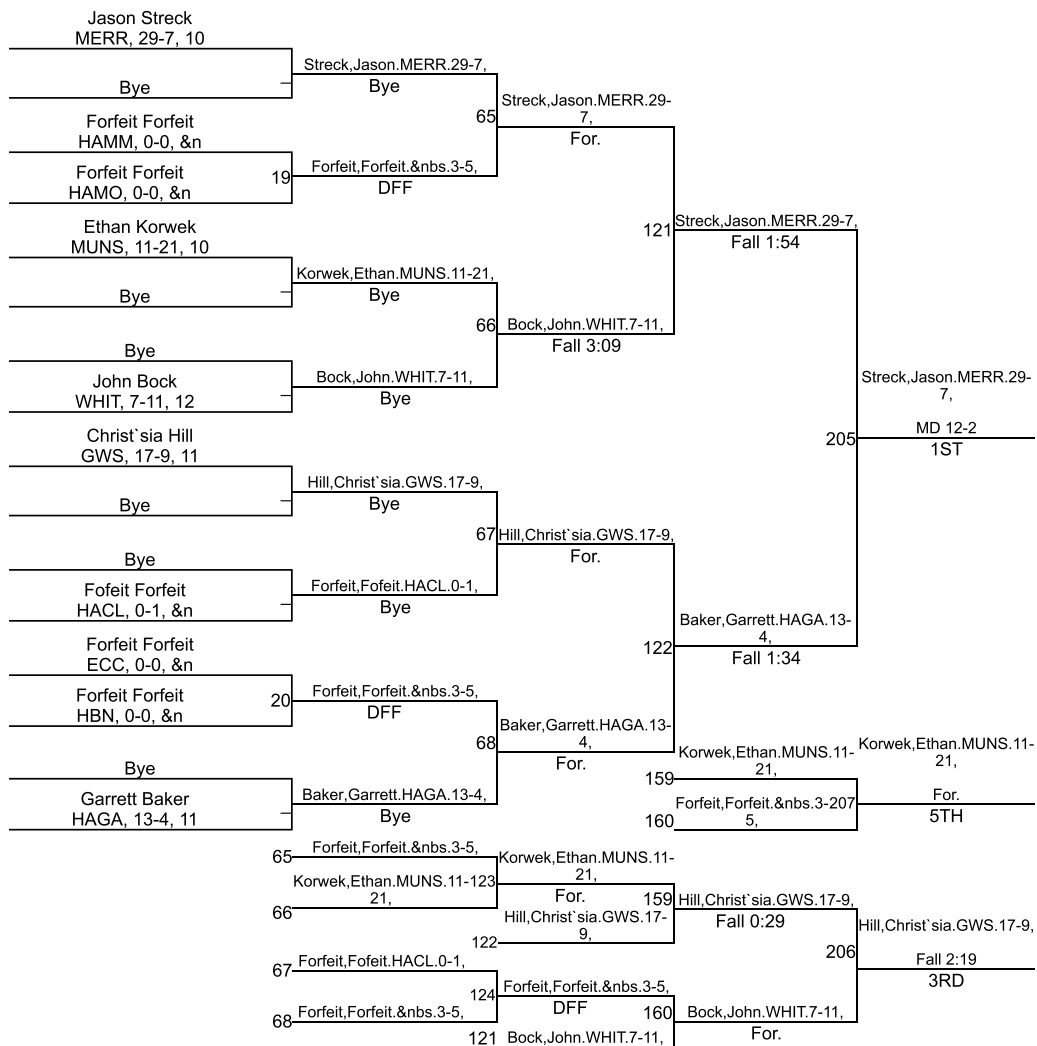 Jason Streck
MERR, 29-7, 10
Bye
Forfeit Forfeit
HAMM, 0-0, &n
Forfeit Forfeit
HAMO, 0-0, &n
19
Ethan Korwek
MUNS, 11-21, 10
Bye
Bye
John Bock
WHIT, 7-11, 12
Christ`sia Hill
GWS, 17-9, 11
Bye
Bye
Fofeit Forfeit
HACL, 0-1, &n
Forfeit Forfeit
ECC, 0-0, &n
Forfeit Forfeit
HBN, 0-0, &n
20
Bye
Garrett Baker
HAGA, 13-4, 11
Streck,Jason.MERR.29-7,
Bye
65
Forfeit,Forfeit.&nbs.3-5,
DFF
Korwek,Ethan.MUNS.11-21,
Bye
66
Bock,John.WHIT.7-11,
Bye
Hill,Christ`sia.GWS.17-9,
Bye
67
Forfeit,Fofeit.HACL.0-1,
Bye
Forfeit,Forfeit.&nbs.3-5,
DFF
68
Baker,Garrett.HAGA.13-4,
Bye
Streck,Jason.MERR.29-
7,
For.
121
Bock,John.WHIT.7-11,
Fall 3:09
Hill,Christ`sia.GWS.17-9,
For.
122
Baker,Garrett.HAGA.13-
4,
For.
Streck,Jason.MERR.29-7,
Fall 1:54
205
Baker,Garrett.HAGA.13-
4,
Fall 1:34
Streck,Jason.MERR.29-
7,
MD 12-2
1ST
159
Korwek,Ethan.MUNS.11-
21,
160
Forfeit,Forfeit.&nbs.3-207
5,
Korwek,Ethan.MUNS.11-
21,
For.
5TH
65
Forfeit,Forfeit.&nbs.3-5,
66
Korwek,Ethan.MUNS.11-123
21,
Korwek,Ethan.MUNS.11-
21,
For.
159
122
Hill,Christ`sia.GWS.17-
9,
Hill,Christ`sia.GWS.17-9,
Fall 0:29
206
67
Forfeit,Fofeit.HACL.0-1,
68
Forfeit,Forfeit.&nbs.3-5,
124
Forfeit,Forfeit.&nbs.3-5,
DFF
160
121
Bock,John.WHIT.7-11,
Bock,John.WHIT.7-11,
For.
Hill,Christ`sia.GWS.17-9,
Fall 2:19
3RD